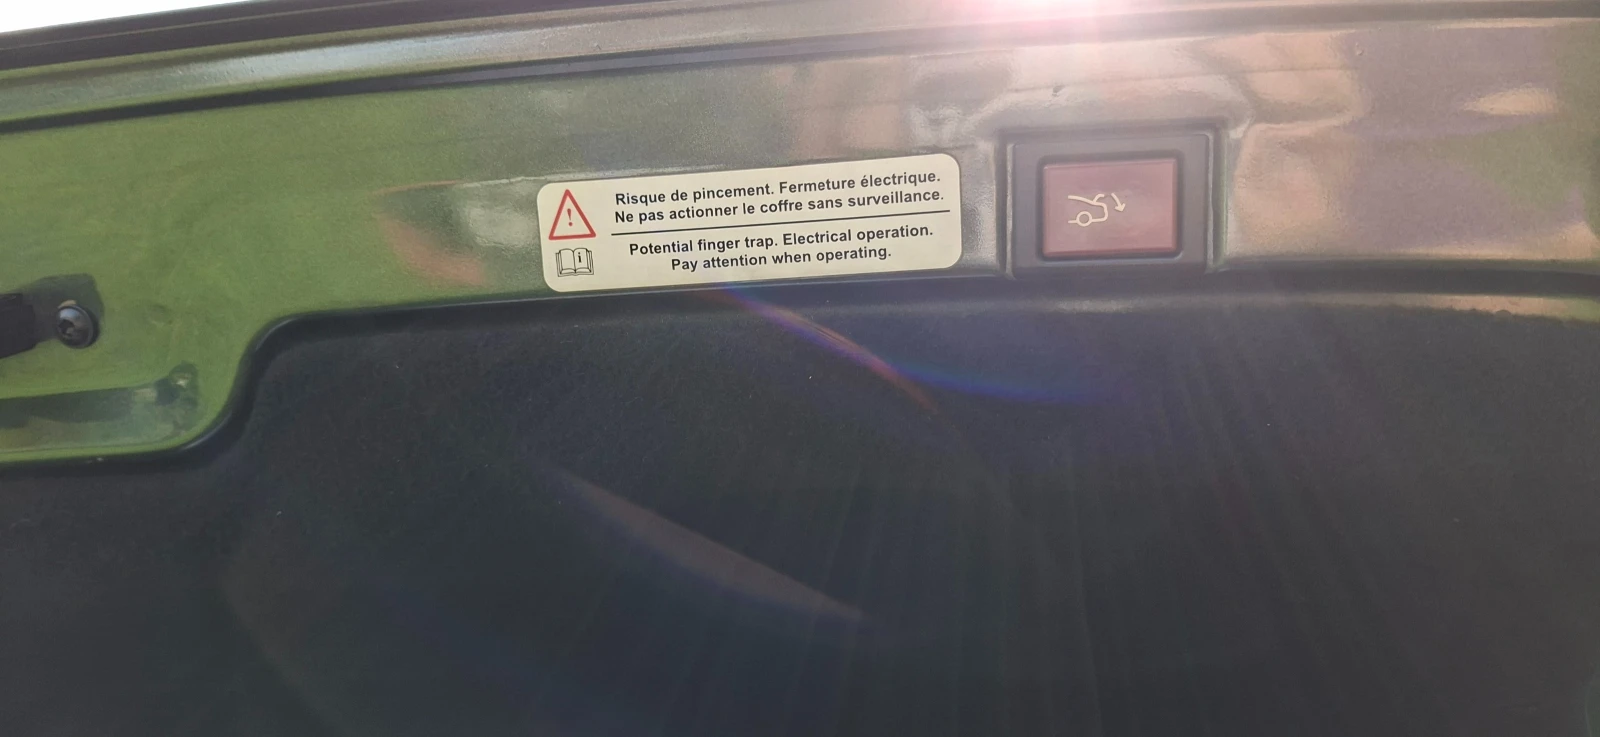 Risque de pincement. Fermeture électrique.
Ne pas actionner le coffre sans surveillance.
Potential finger trap. Electrical operation.
Pay attention when operating.